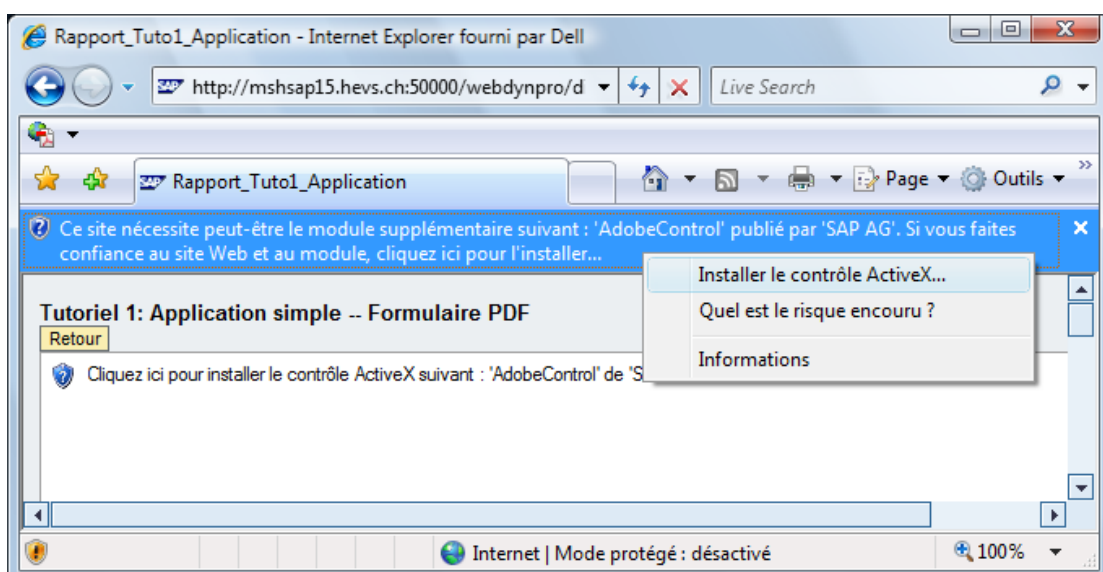 Rapport_Tuto1_Application - Internet Explorer fourni par Dell
http://mshsap15.hevs.ch:50000/webdynpro/d
Live Search
Rapport_Tuto1_Application
Page
Outils
Ce site nécessite peut-être le module supplémentaire suivant : 'AdobeControl' publié par 'SAP AG'. Si vous faites
confiance au site Web et au module, cliquez ici pour l'installer...
Installer le contrôle ActiveX...
Quel est le risque encouru ?
Informations
Tutoriel 1: Application simple -- Formulaire PDF
Retour
Cliquez ici pour installer le contrôle ActiveX suivant : 'AdobeControl' de 'S
Internet | Mode protégé : désactivé
100%